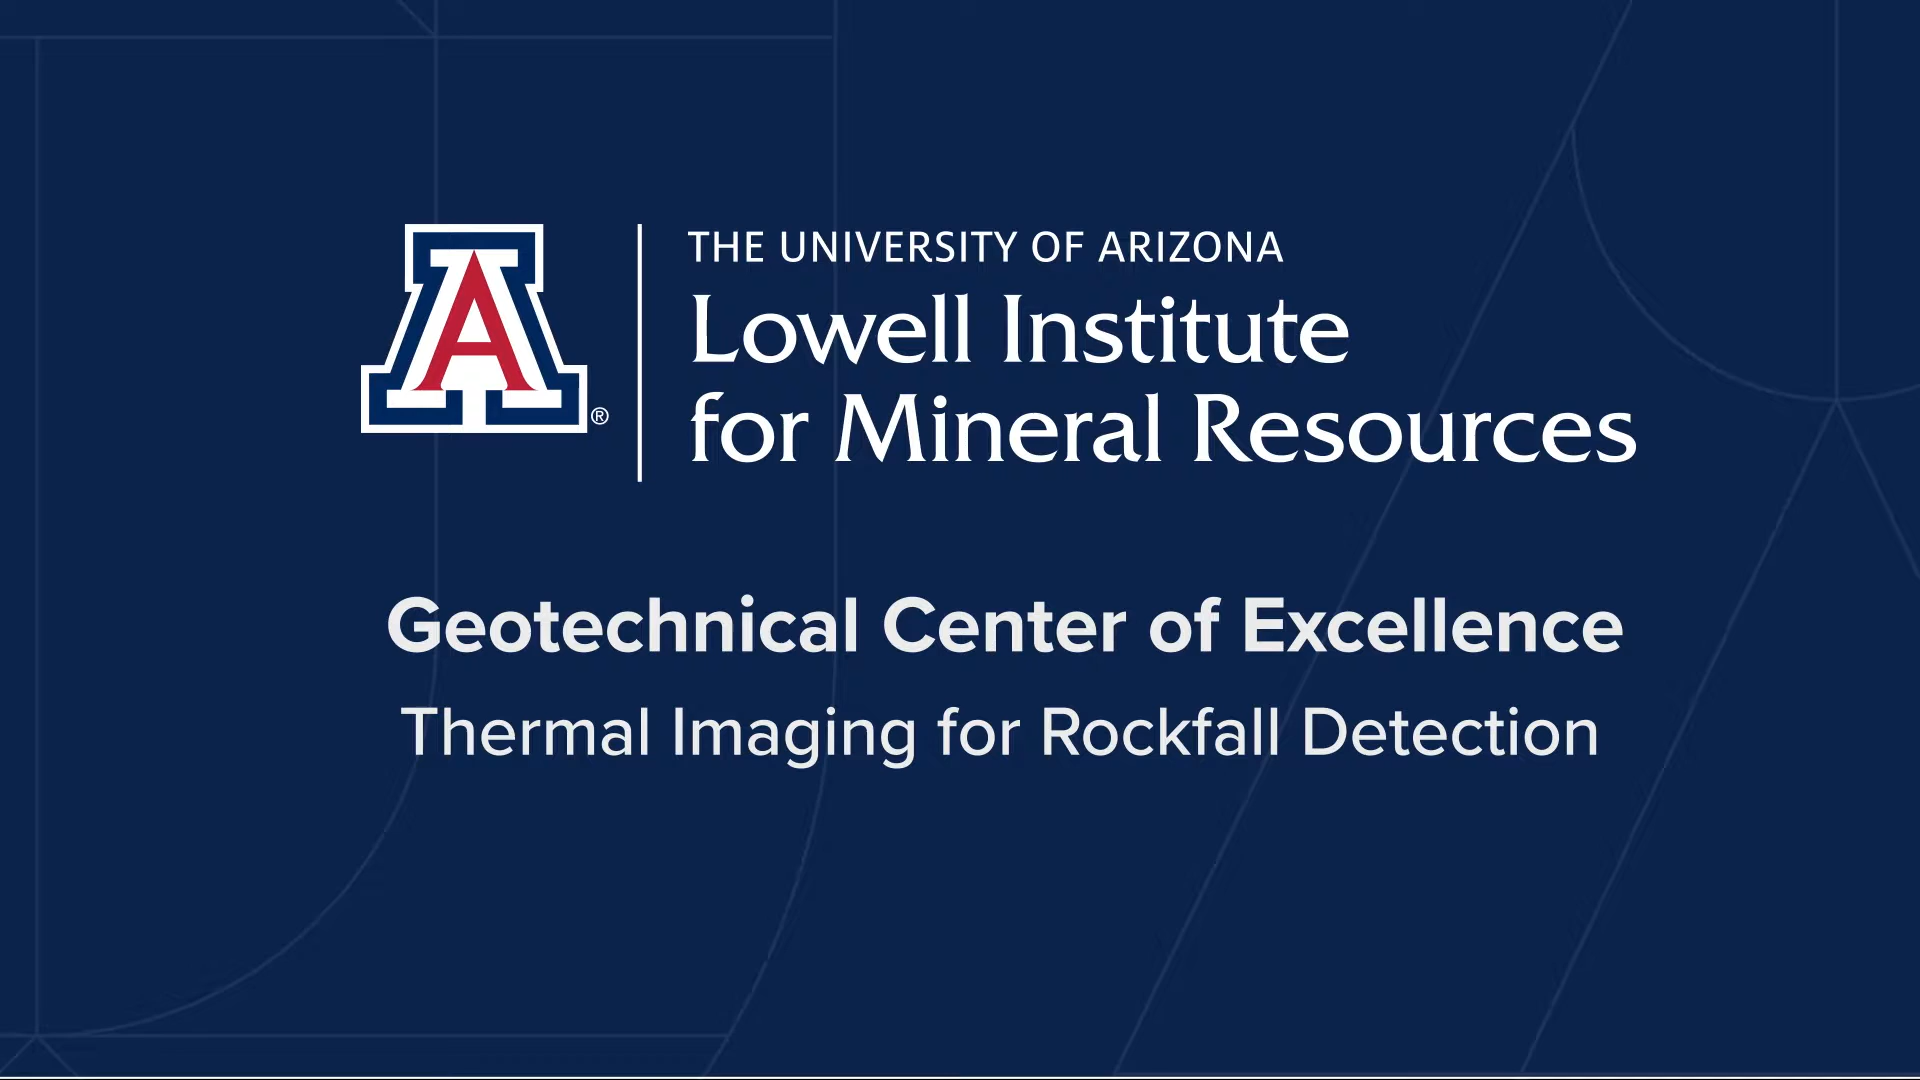 A®
THE UNIVERSITY OF ARIZONA
Lowell Institute
for Mineral Resources
Geotechnical Center of Excellence
Thermal Imaging for Rockfall Detection